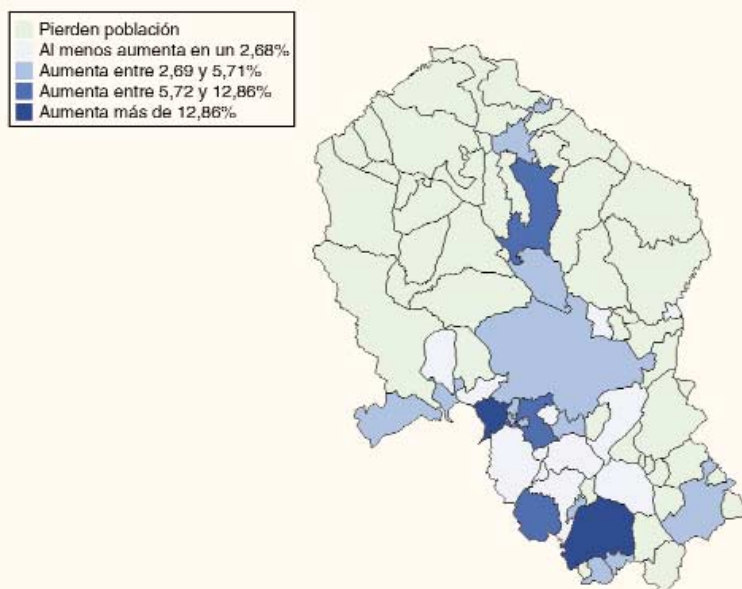 Pierden población
Al menos aumenta en un 2,68%
Aumenta entre 2,69 y 5,71%
Aumenta entre 5,72 y 12,86%
Aumenta más de 12,86%